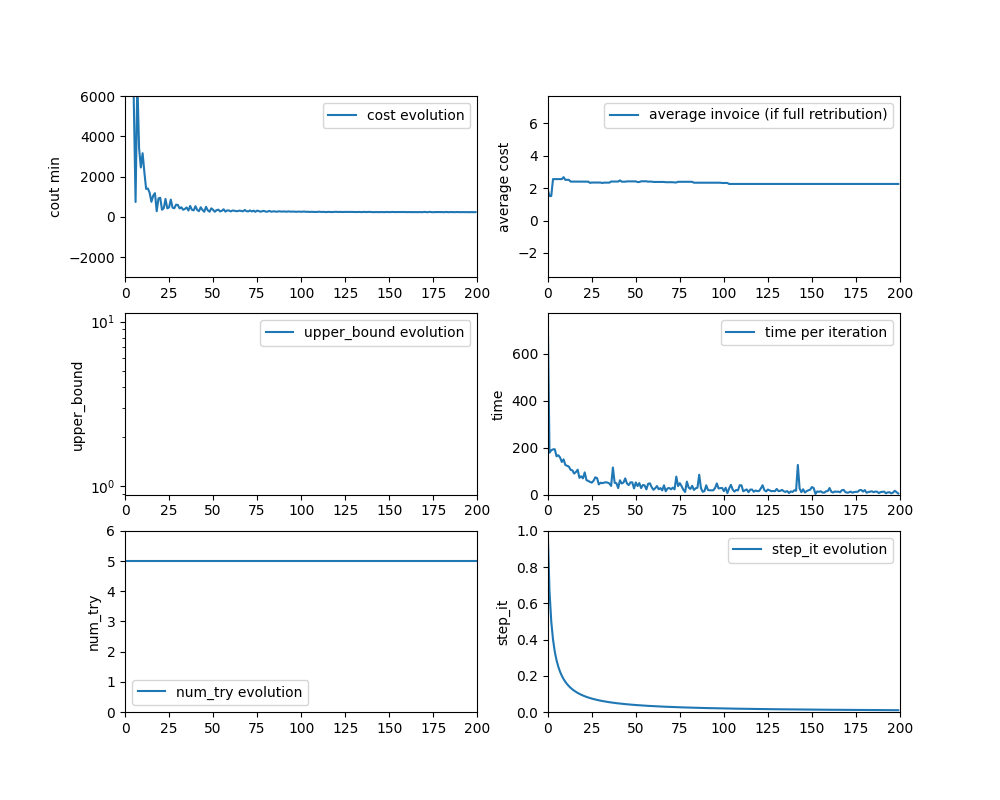 cost evolution
cout min
6000
4000
2000
0
−2000
0 25 50 75 100 125 150 175 200
average invoice (if full retribution)
average cost
6
4
2
0
−2
0 25 50 75 100 125 150 175 200
upper_bound evolution
upper_bound
10¹
10⁰
0 25 50 75 100 125 150 175 200
time per iteration
time
600
400
200
0
0 25 50 75 100 125 150 175 200
num_try
6
5
4
3
2
1
0
num_try evolution
0 25 50 75 100 125 150 175 200
step_it evolution
step_it
1.0
0.8
0.6
0.4
0.2
0.0
0 25 50 75 100 125 150 175 200